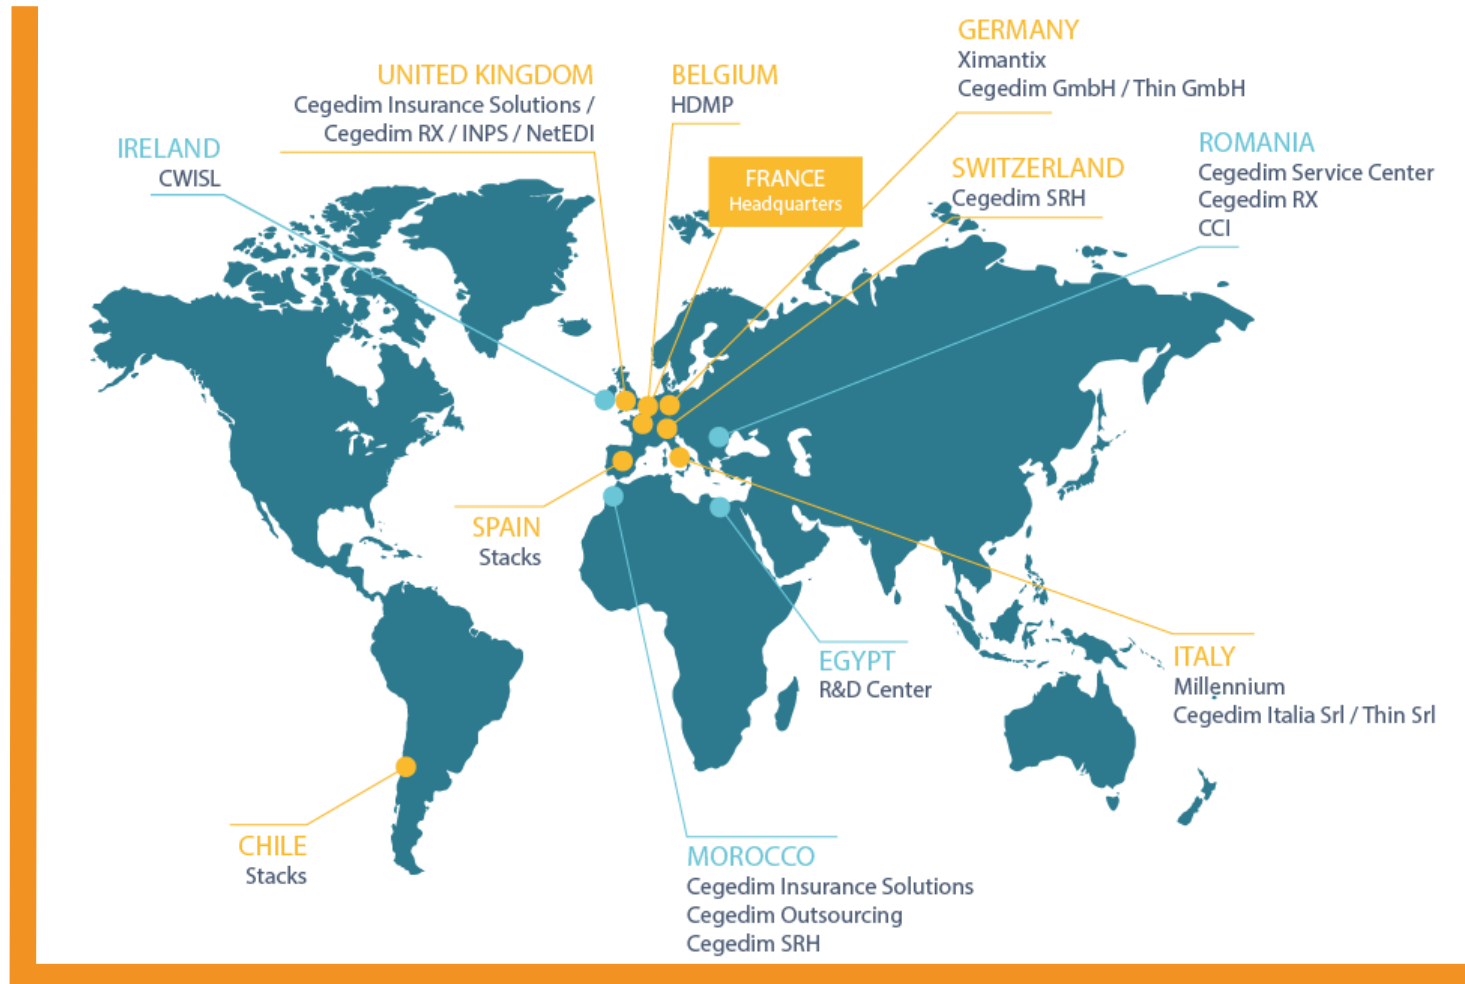 GERMANY
Ximantix
Cegedim GmbH / Thin GmbH
UNITED KINGDOM
Cegedim Insurance Solutions /
Cegedim RX / INPS / NetEDI
BELGIUM
HDMP
IRELAND
CWISL
FRANCE
Headquarters
SWITZERLAND
Cegedim SRH
ROMANIA
Cegedim Service Center
Cegedim RX
CCI
SPAIN
Stacks
EGYPT
R&D Center
ITALY
Millennium
Cegedim Italia Srl / Thin Srl
CHILE
Stacks
MOROCCO
Cegedim Insurance Solutions
Cegedim Outsourcing
Cegedim SRH